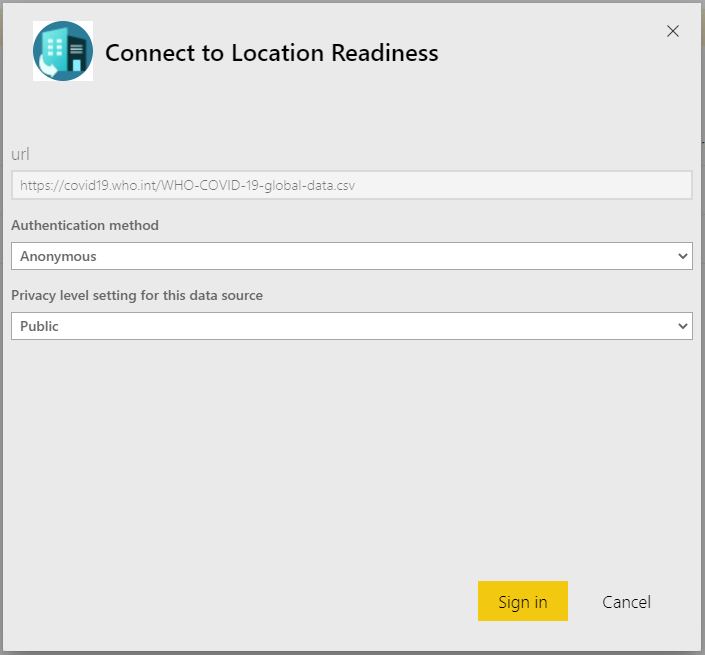 Connect to Location Readiness
url
https://covid19.who.int/WHO-COVID-19-global-data.csv
Authentication method
Anonymous
Privacy level setting for this data source
Public
Sign in
Cancel